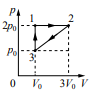 p
2p₀ 1 2
p₀ 3
0 V₀ 3V₀ V